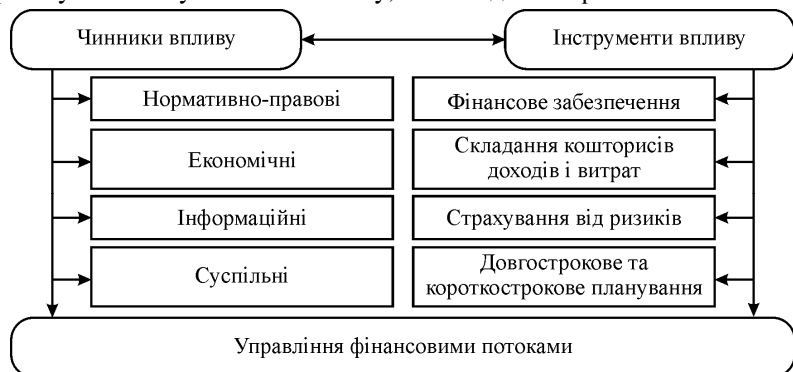 Чинники впливу
Інструменти впливу
Нормативно-правові
Фінансове забезпечення
Економічні
Складання кошторисів
доходів і витрат
Інформаційні
Страхування від ризиків
Суспільні
Довгострокове та
короткострокове планування
Управління фінансовими потоками